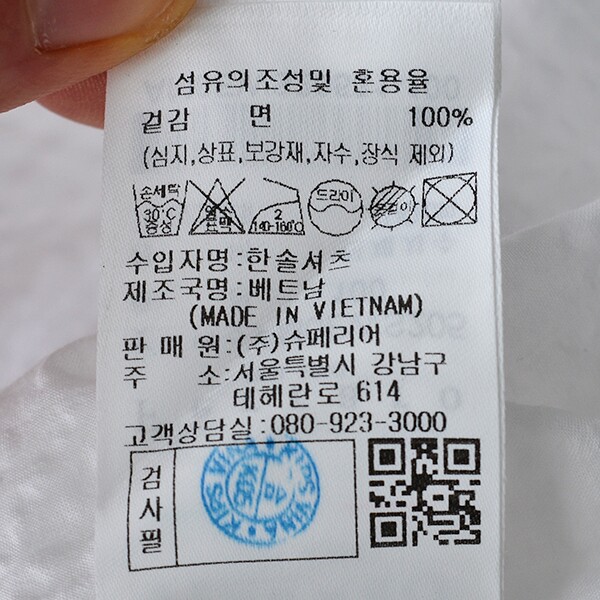 섬유의조성및 혼용율
겉감 면 100%
(심지,상표,보강재,자수,장식 제외)
손세탁 30°C 중성 염소표백 2 140~160°C 드라이
수입자명:한솔셔츠
제조국명:베트남
(MADE IN VIETNAM)
판매원:(주)슈페리어
주 소:서울특별시 강남구
테헤란로 614
고객상담실:080-923-3000
검사필